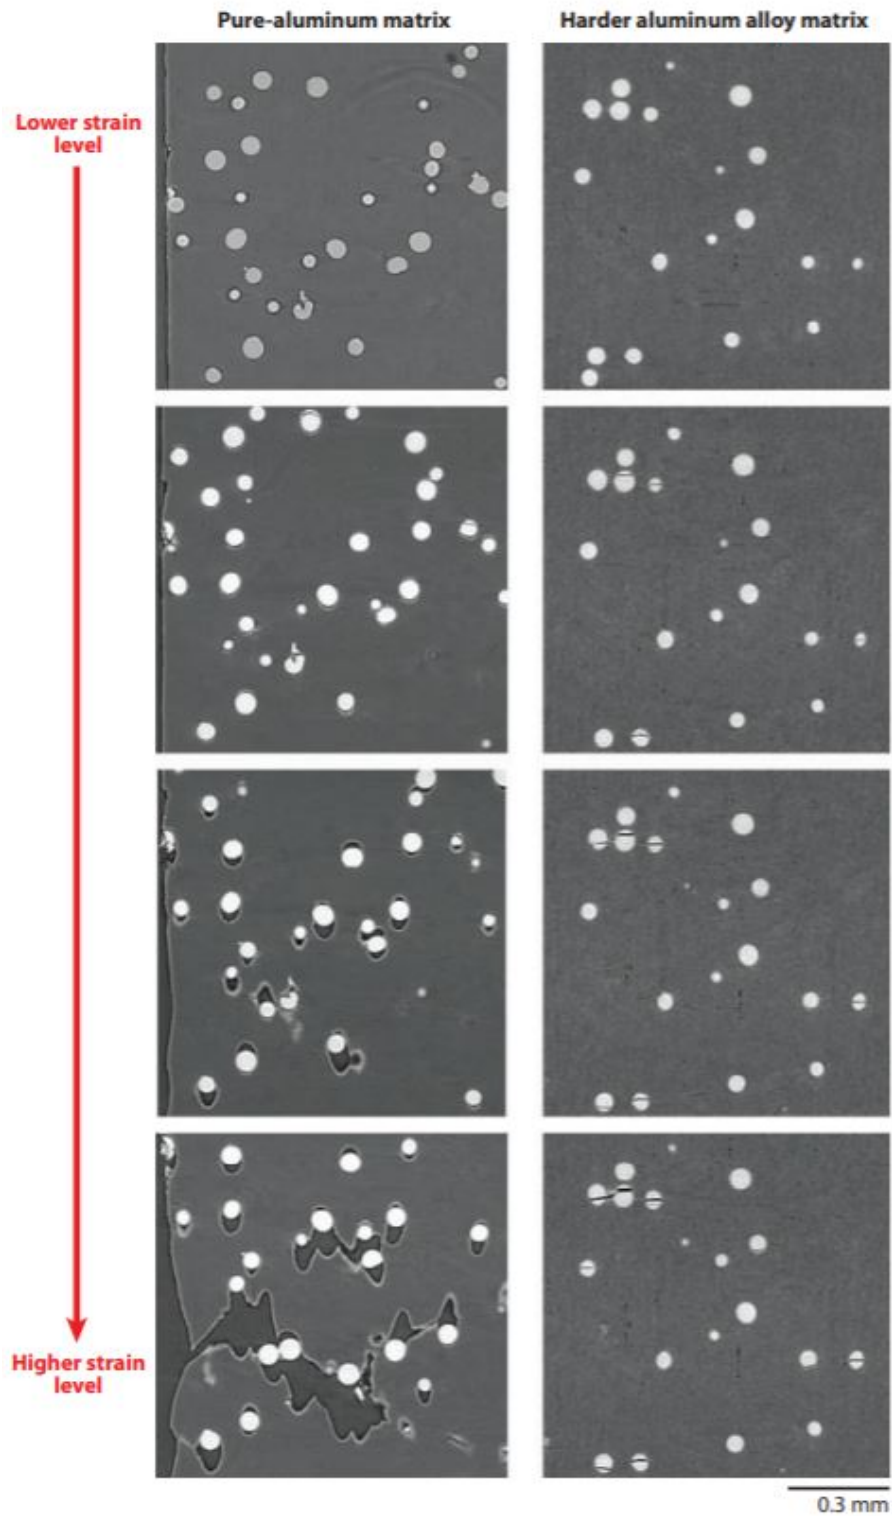 Pure-aluminum matrix
Harder aluminum alloy matrix
Lower strain
level
Higher strain
level
0.3 mm